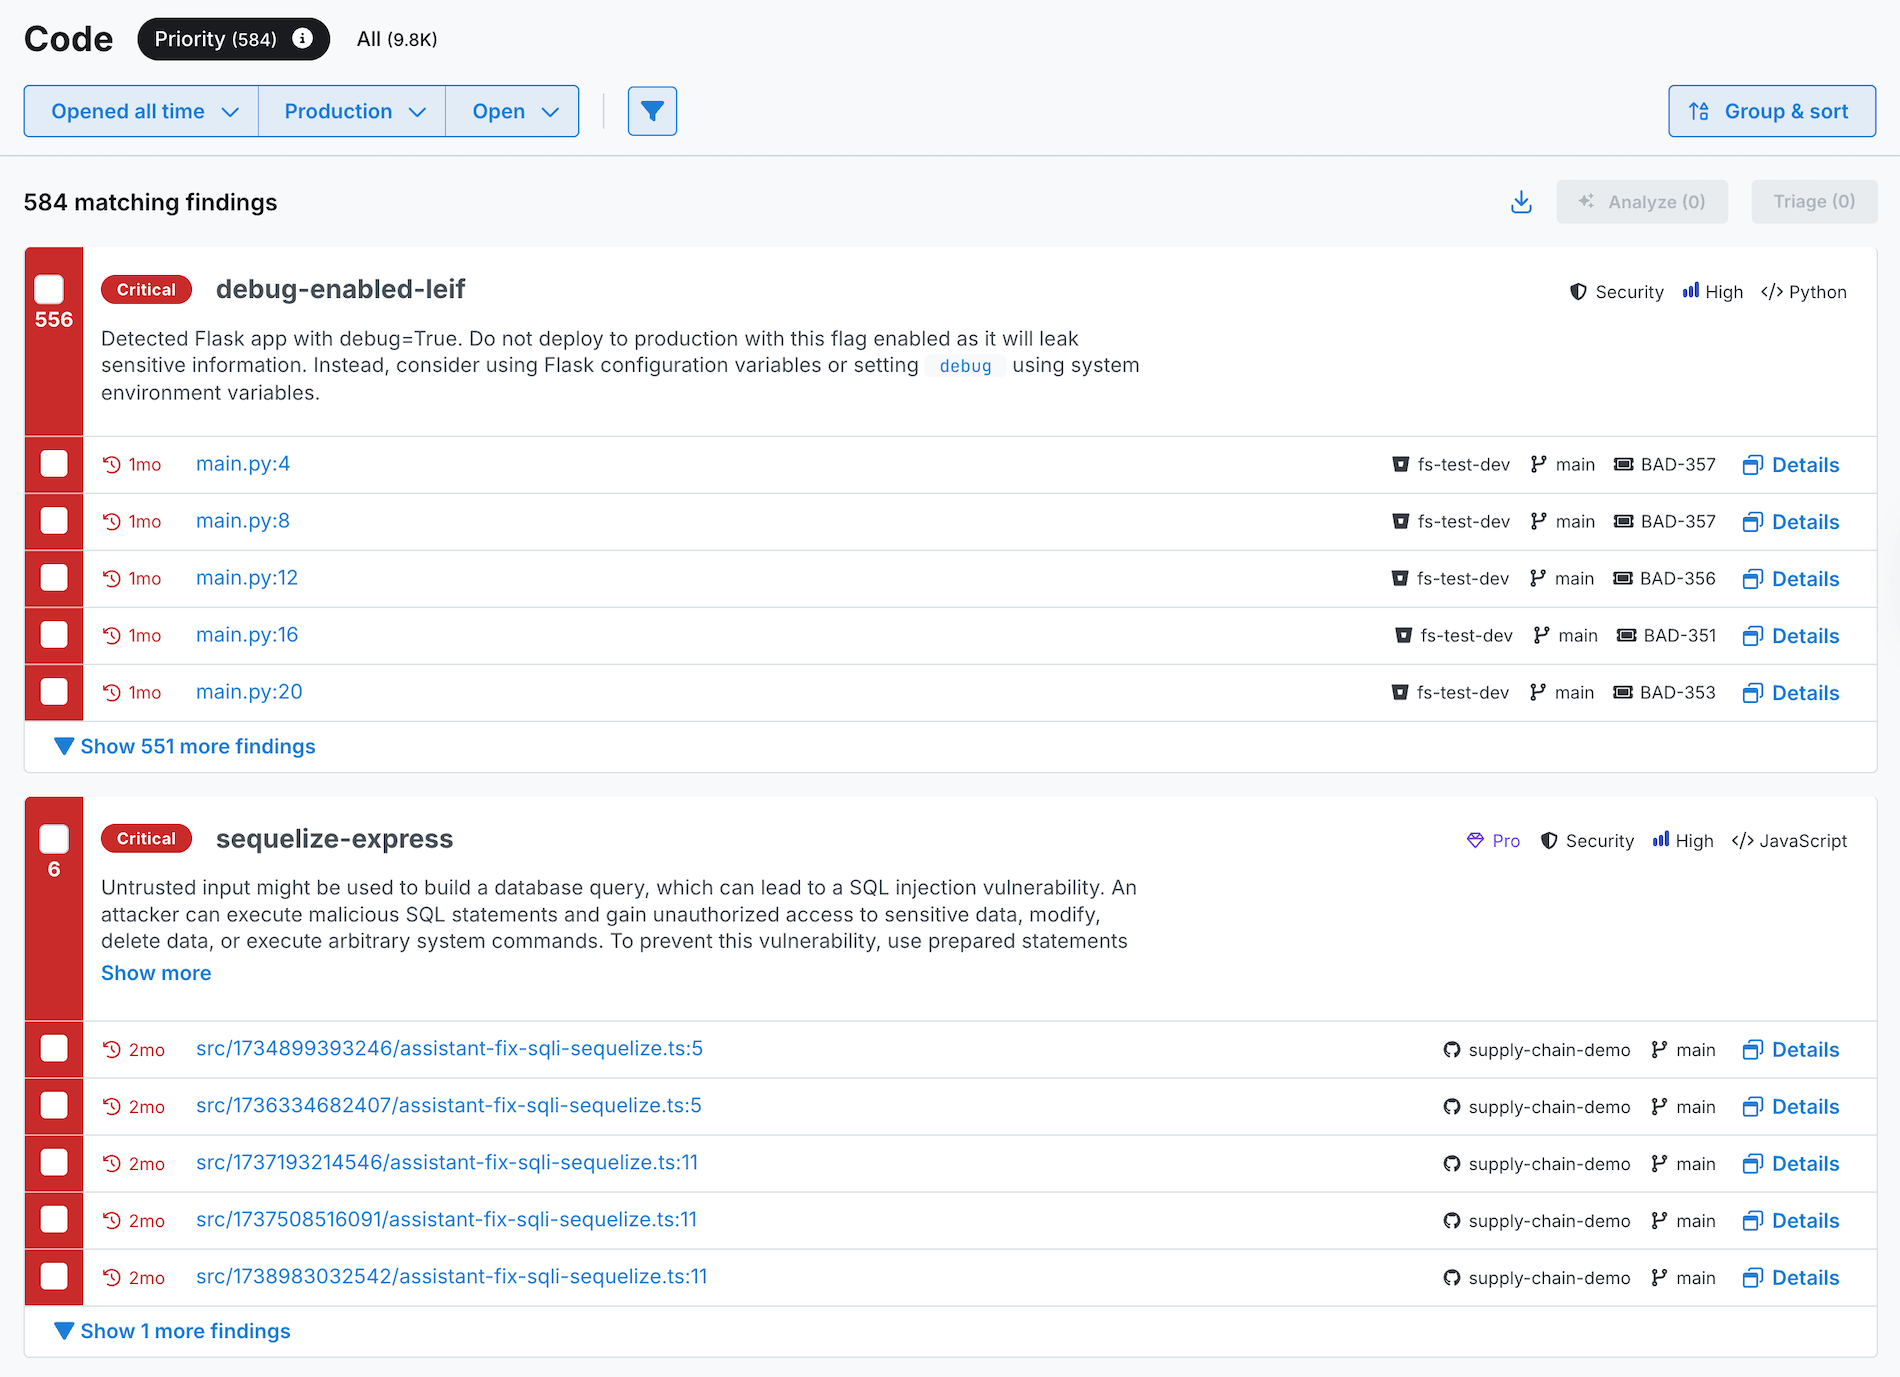 Code Priority (584) All (9.8K)
Opened all time Production Open Group & sort
584 matching findings Analyze (0) Triage (0)
556 Critical debug-enabled-leif Security High Python
Detected Flask app with debug=True. Do not deploy to production with this flag enabled as it will leak
sensitive information. Instead, consider using Flask configuration variables or setting debug using system
environment variables.
1mo main.py:4 fs-test-dev main BAD-357 Details
1mo main.py:8 fs-test-dev main BAD-357 Details
1mo main.py:12 fs-test-dev main BAD-356 Details
1mo main.py:16 fs-test-dev main BAD-351 Details
1mo main.py:20 fs-test-dev main BAD-353 Details
Show 551 more findings
6 Critical sequelize-express Pro Security High JavaScript
Untrusted input might be used to build a database query, which can lead to a SQL injection vulnerability. An
attacker can execute malicious SQL statements and gain unauthorized access to sensitive data, modify,
delete data, or execute arbitrary system commands. To prevent this vulnerability, use prepared statements
Show more
2mo src/1734899393246/assistant-fix-sqli-sequelize.ts:5 supply-chain-demo main Details
2mo src/1736334682407/assistant-fix-sqli-sequelize.ts:5 supply-chain-demo main Details
2mo src/1737193214546/assistant-fix-sqli-sequelize.ts:11 supply-chain-demo main Details
2mo src/1737508516091/assistant-fix-sqli-sequelize.ts:11 supply-chain-demo main Details
2mo src/1738983032542/assistant-fix-sqli-sequelize.ts:11 supply-chain-demo main Details
Show 1 more findings